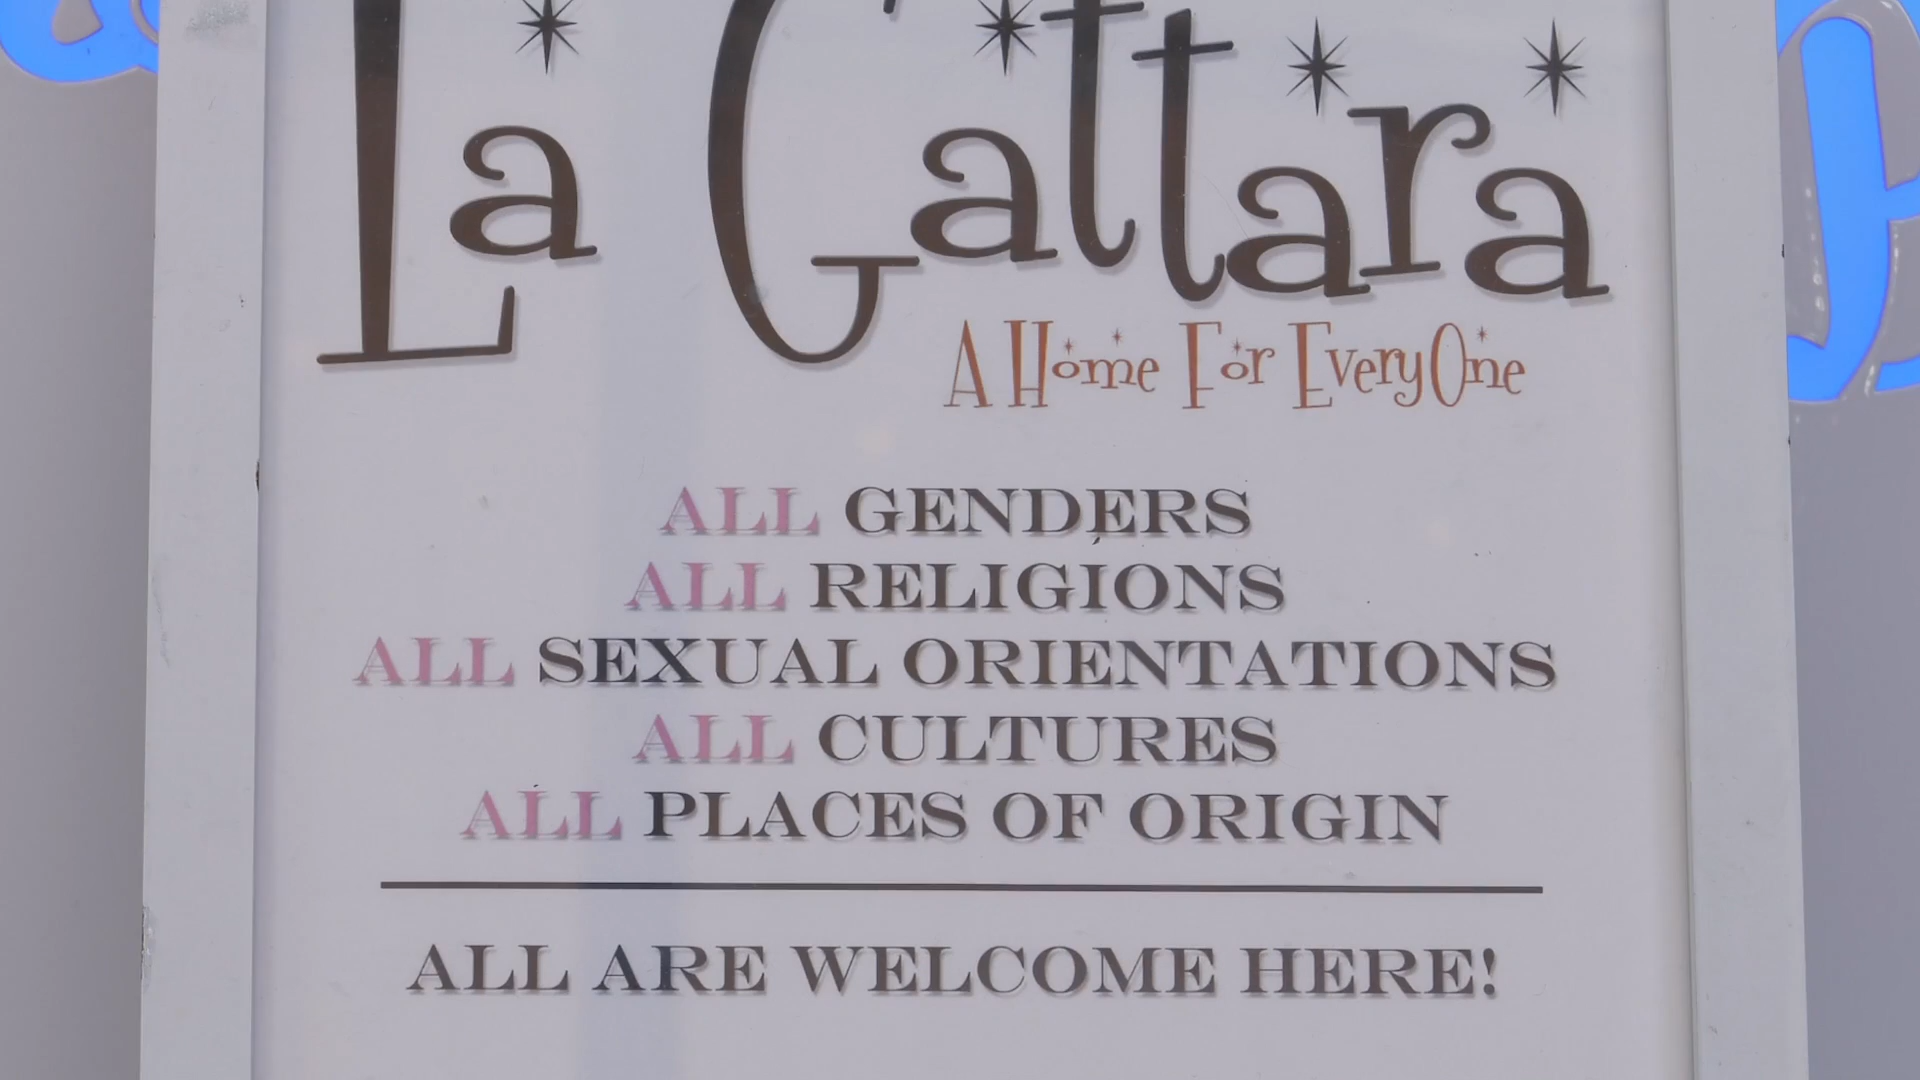 La Gattara
A Home For EveryOne
ALL GENDERS
ALL RELIGIONS
ALL SEXUAL ORIENTATIONS
ALL CULTURES
ALL PLACES OF ORIGIN
ALL ARE WELCOME HERE!